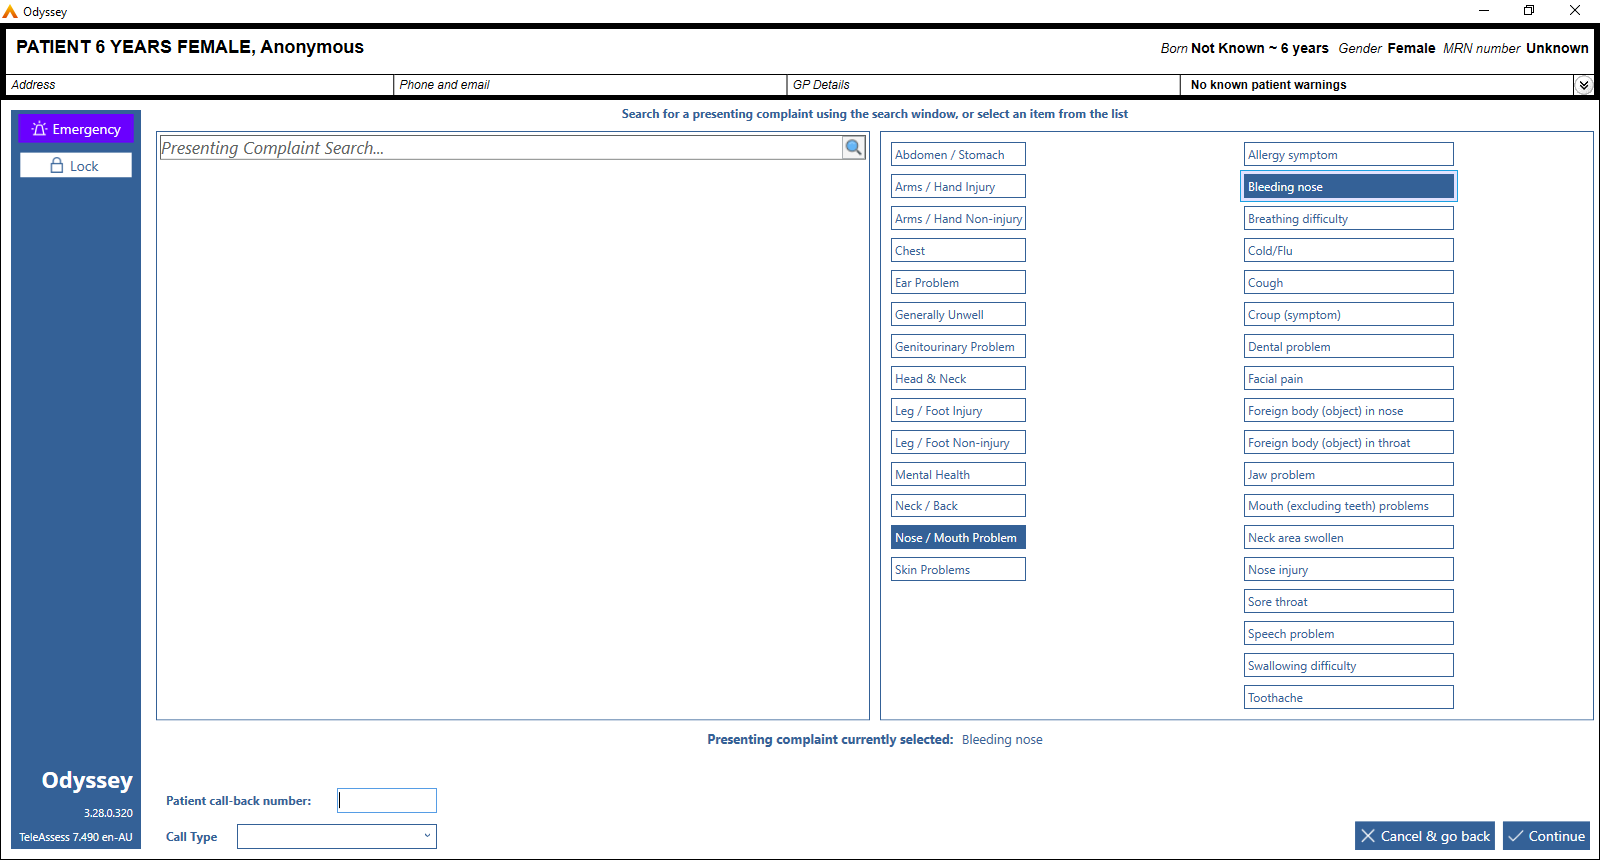 Odyssey
PATIENT 6 YEARS FEMALE, Anonymous
Born Not Known ~ 6 years Gender Female MRN number Unknown
Address
Phone and email
GP Details
No known patient warnings
Emergency
Lock
Search for a presenting complaint using the search window, or select an item from the list
Presenting Complaint Search...
Abdomen / Stomach
Arms / Hand Injury
Arms / Hand Non-injury
Chest
Ear Problem
Generally Unwell
Genitourinary Problem
Head & Neck
Leg / Foot Injury
Leg / Foot Non-injury
Mental Health
Neck / Back
Nose / Mouth Problem
Skin Problems
Allergy symptom
Bleeding nose
Breathing difficulty
Cold/Flu
Cough
Croup (symptom)
Dental problem
Facial pain
Foreign body (object) in nose
Foreign body (object) in throat
Jaw problem
Mouth (excluding teeth) problems
Neck area swollen
Nose injury
Sore throat
Speech problem
Swallowing difficulty
Toothache
Presenting complaint currently selected: Bleeding nose
Odyssey
3.28.0.320
TeleAssess 7.490 en-AU
Patient call-back number:
Call Type
Cancel & go back
Continue